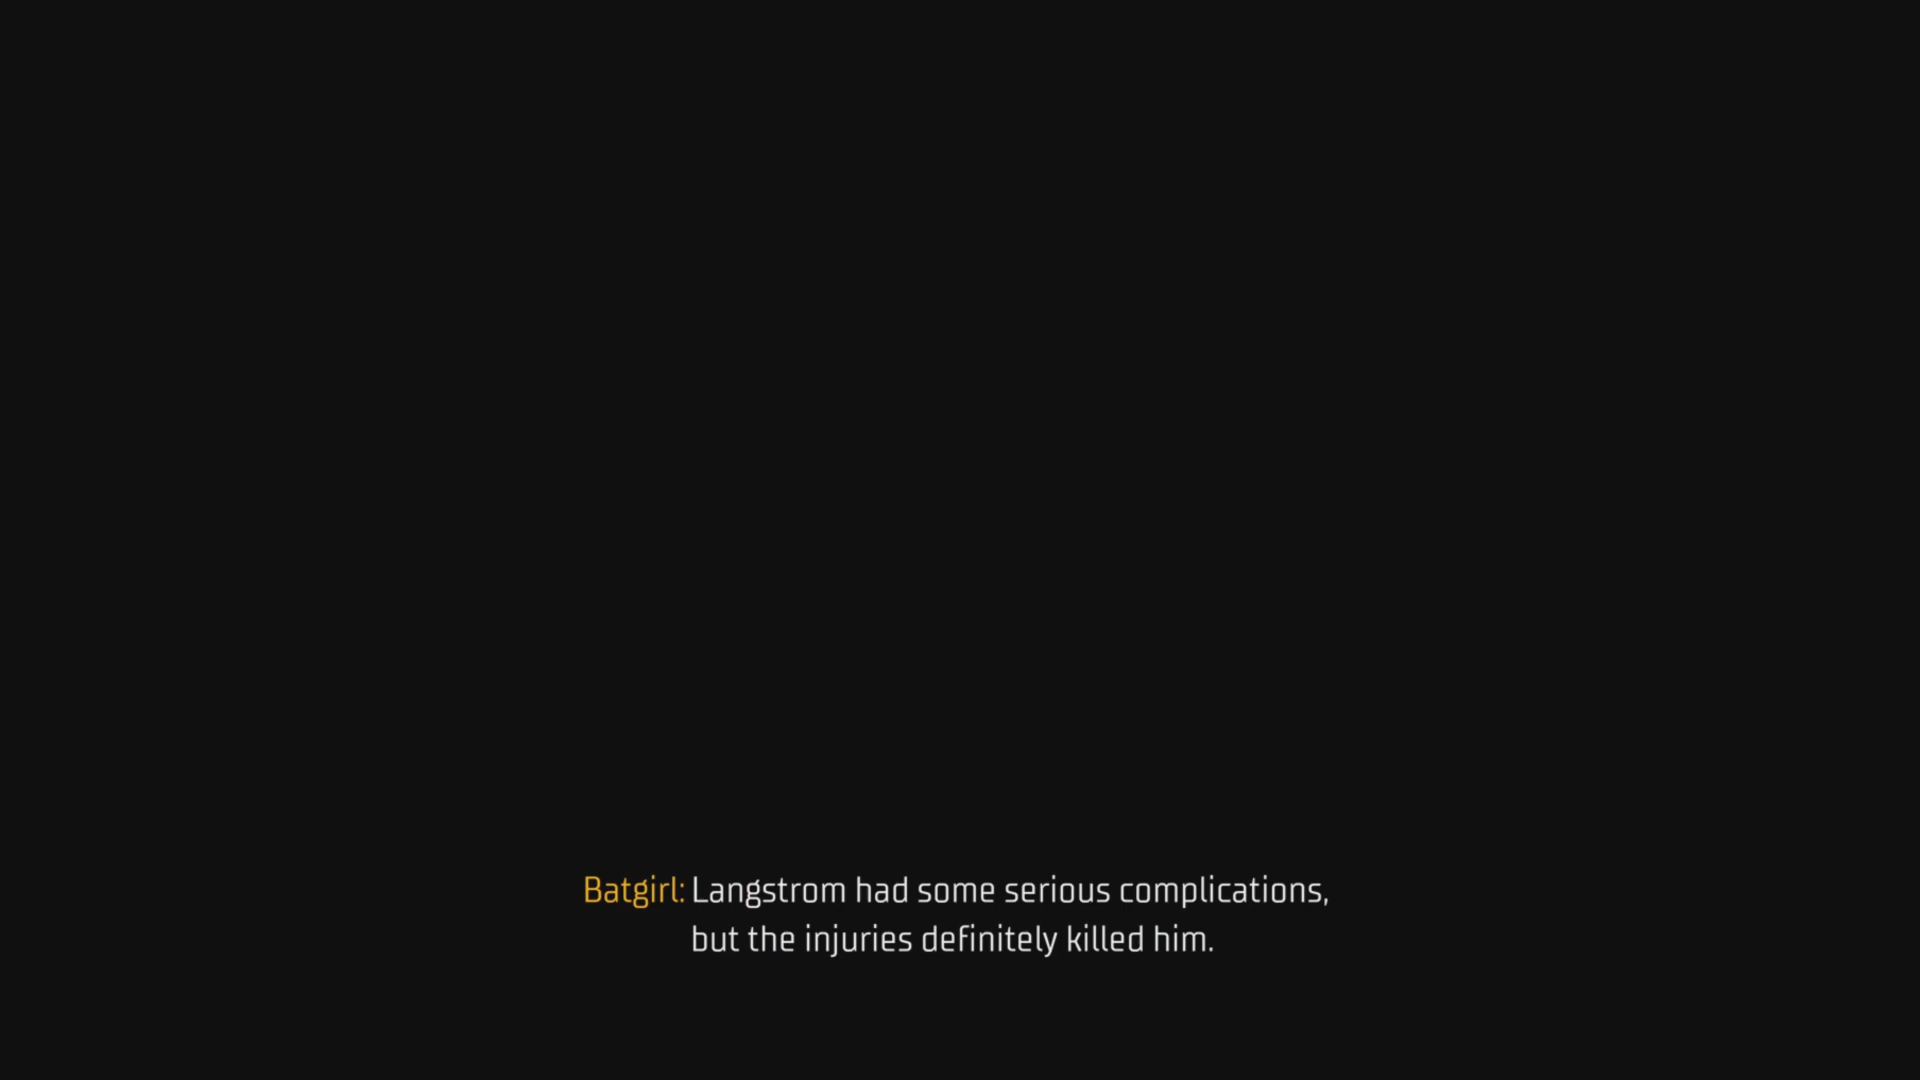 Batgirl: Langstrom had some serious complications,
but the injuries definitely killed him.